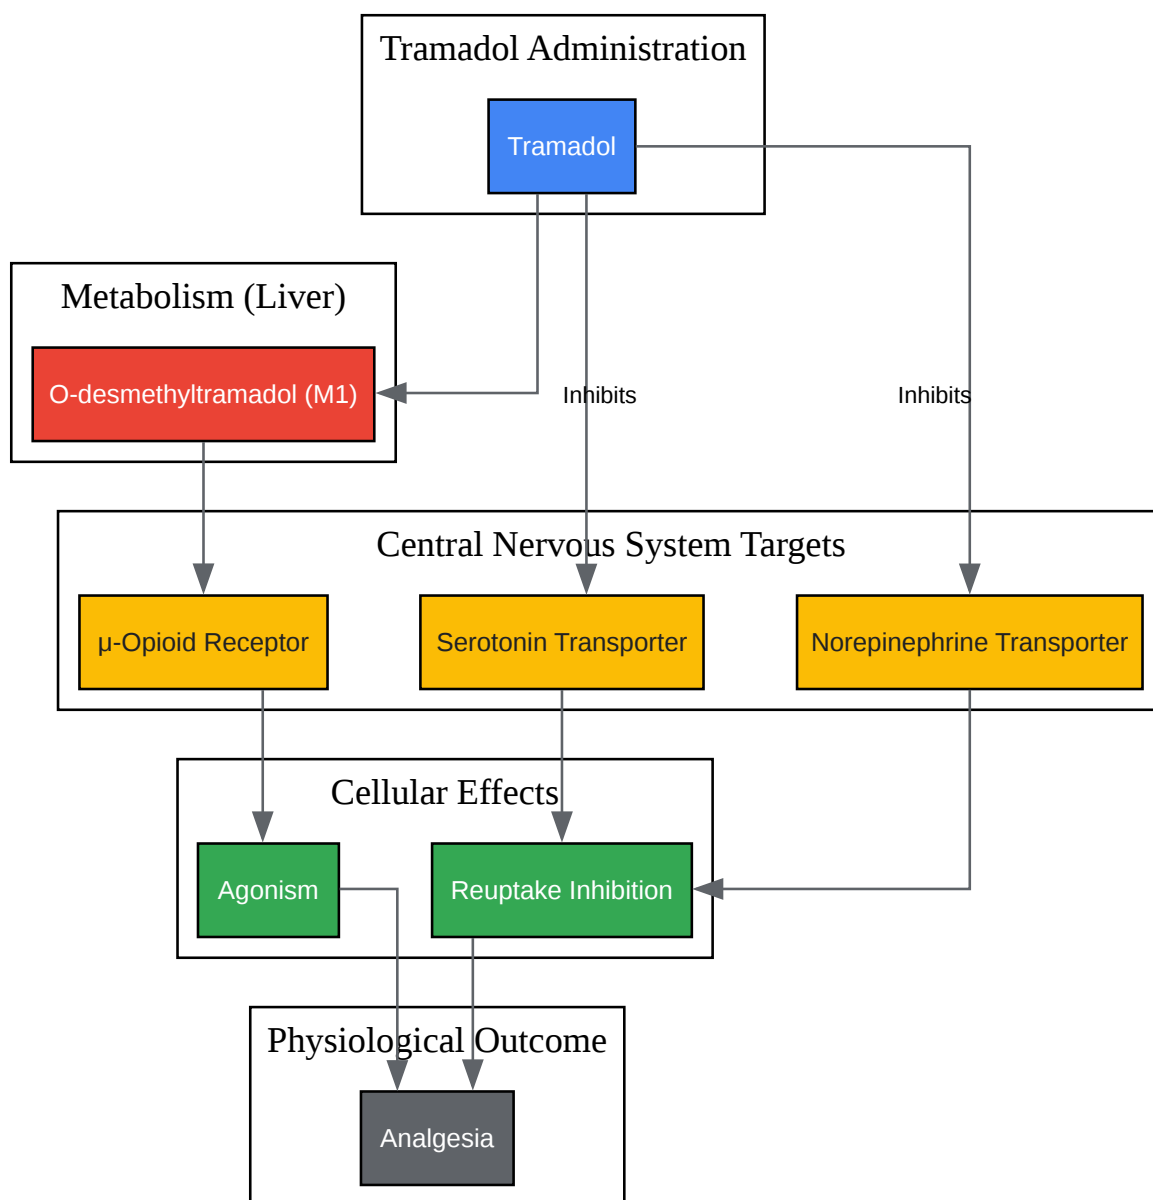 Tramadol Administration
Tramadol
Metabolism (Liver)
O-desmethyltramadol (M1)
Inhibits
Inhibits
Central Nervous System Targets
μ-Opioid Receptor
Serotonin Transporter
Norepinephrine Transporter
Cellular Effects
Agonism
Reuptake Inhibition
Physiological Outcome
Analgesia